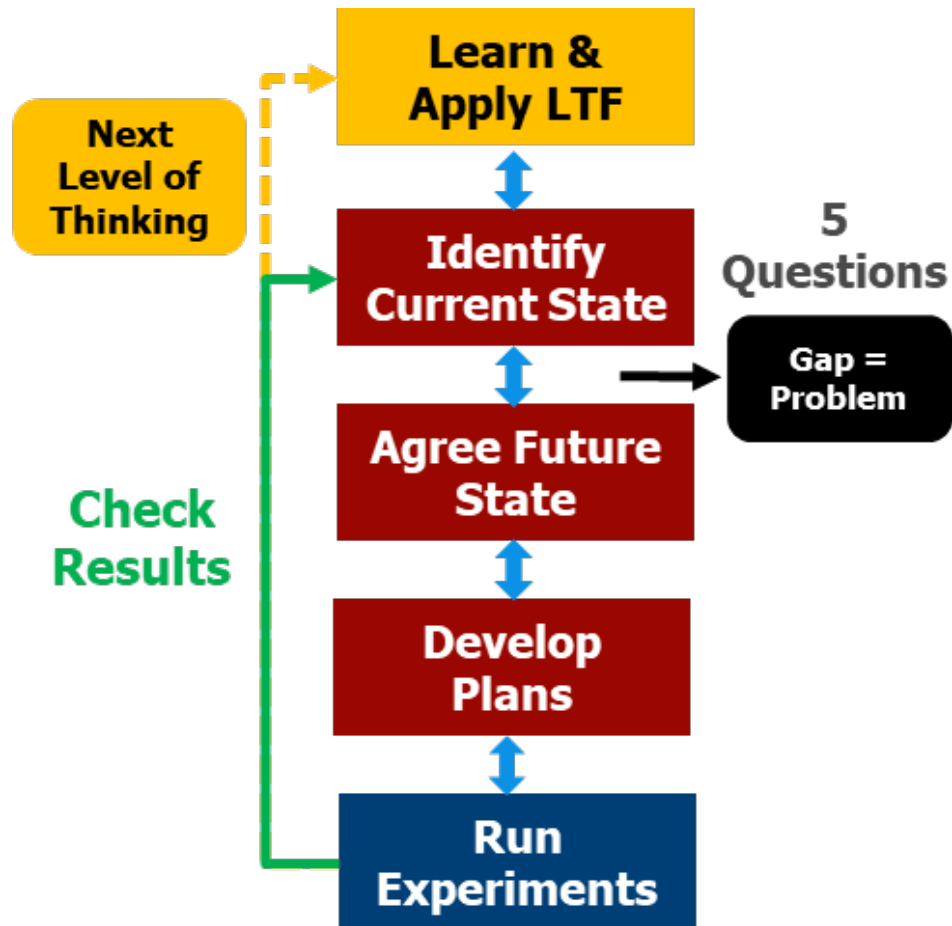 Learn &
Apply LTF
Next
Level of
Thinking
Identify
Current State
5
Questions
Gap =
Problem
Agree Future
State
Check
Results
Develop
Plans
Run
Experiments